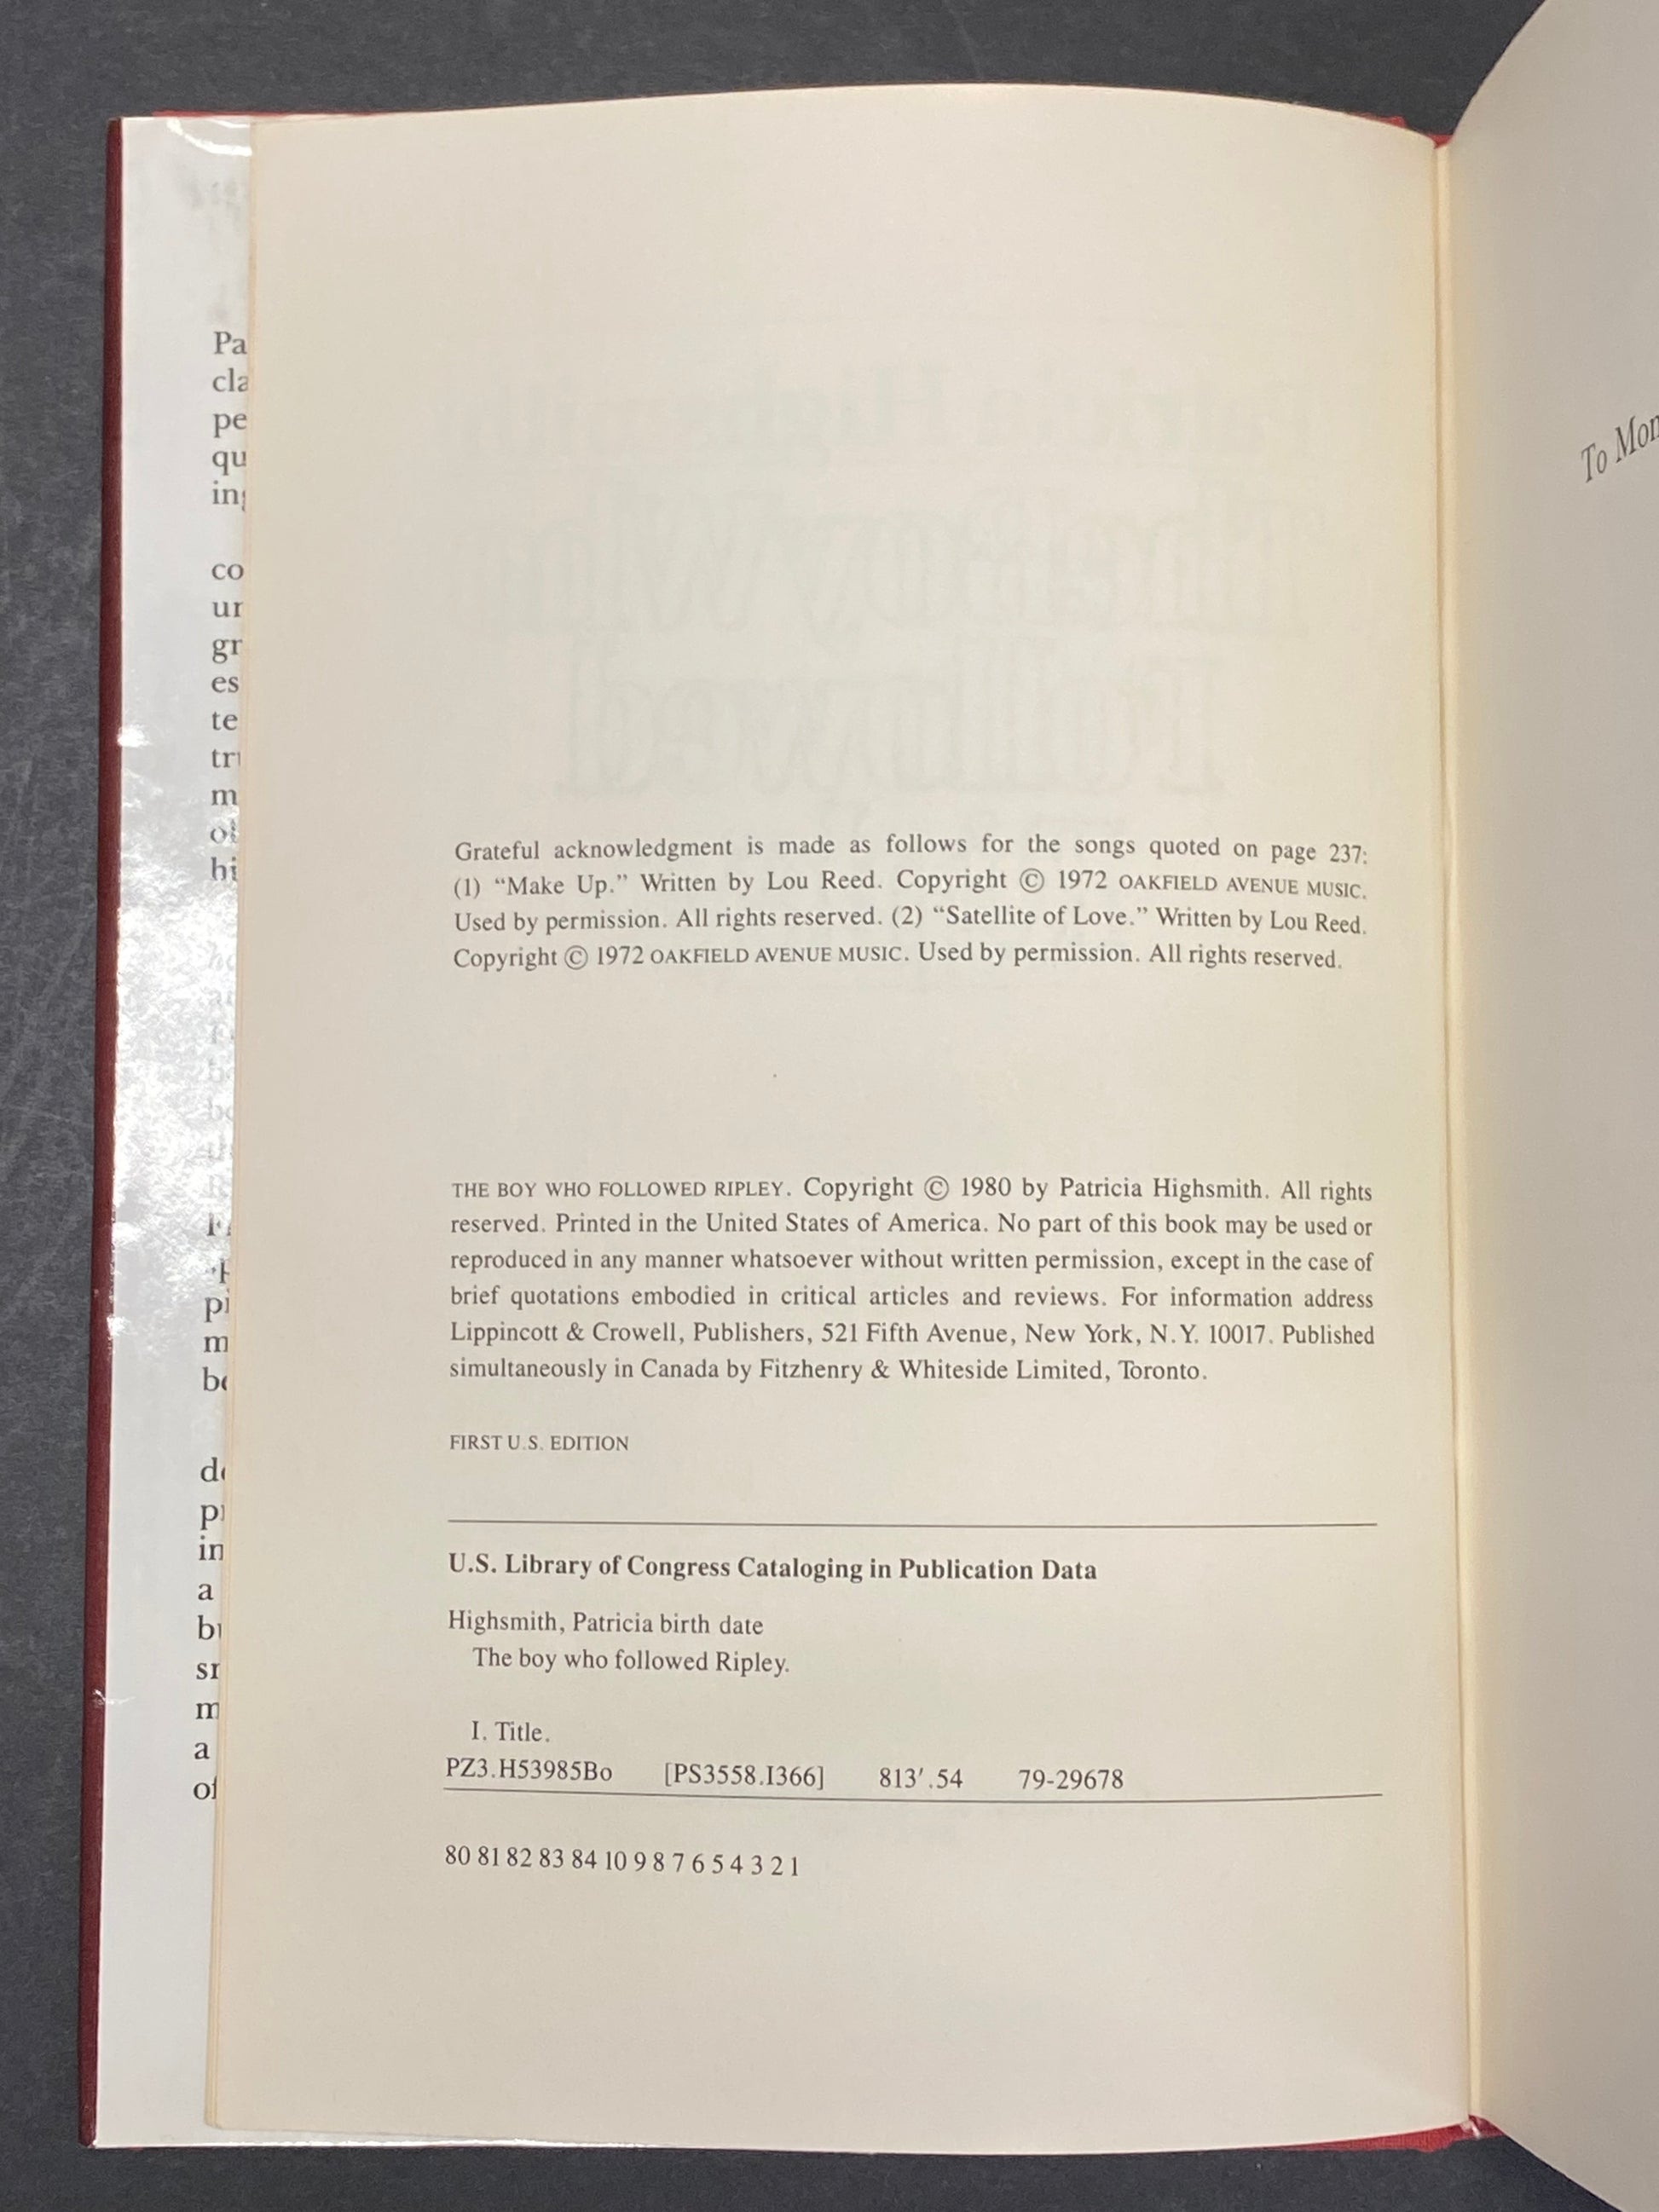 Grateful acknowledgment is made as follows for the songs quoted on page 237:
(1) “Make Up.” Written by Lou Reed. Copyright © 1972 OAKFIELD AVENUE MUSIC.
Used by permission. All rights reserved. (2) “Satellite of Love.” Written by Lou Reed.
Copyright © 1972 OAKFIELD AVENUE MUSIC. Used by permission. All rights reserved.
THE BOY WHO FOLLOWED RIPLEY. Copyright © 1980 by Patricia Highsmith. All rights
reserved. Printed in the United States of America. No part of this book may be used or
reproduced in any manner whatsoever without written permission, except in the case of
brief quotations embodied in critical articles and reviews. For information address
Lippincott & Crowell, Publishers, 521 Fifth Avenue, New York, N.Y. 10017. Published
simultaneously in Canada by Fitzhenry & Whiteside Limited, Toronto.
FIRST U.S. EDITION
U.S. Library of Congress Cataloging in Publication Data
Highsmith, Patricia birth date
The boy who followed Ripley.
I. Title.
PZ3.H53985Bo [PS3558.I366] 813′.54 79-29678
80 81 82 83 84 10 9 8 7 6 5 4 3 2 1
To Mon